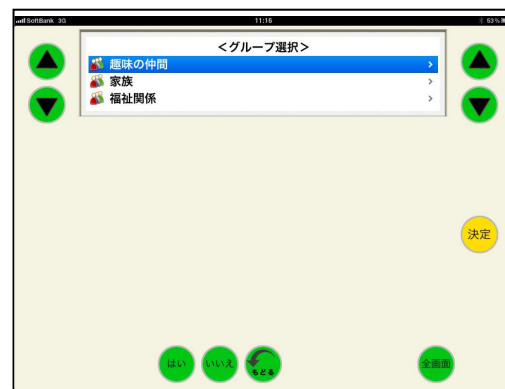 SoftBank 3G 11:16 53%
<グループ選択>
趣味の仲間
家族
福祉関係
決定
はい いいえ もどる 全画面